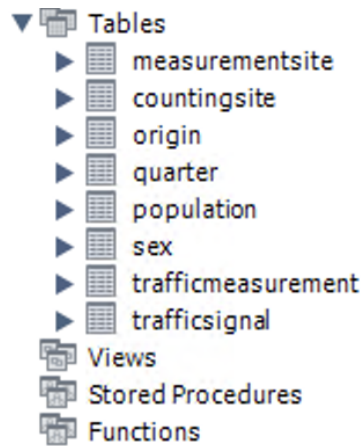 Tables
measurementsite
countingsite
origin
quarter
population
sex
trafficmeasurement
trafficsignal
Views
Stored Procedures
Functions